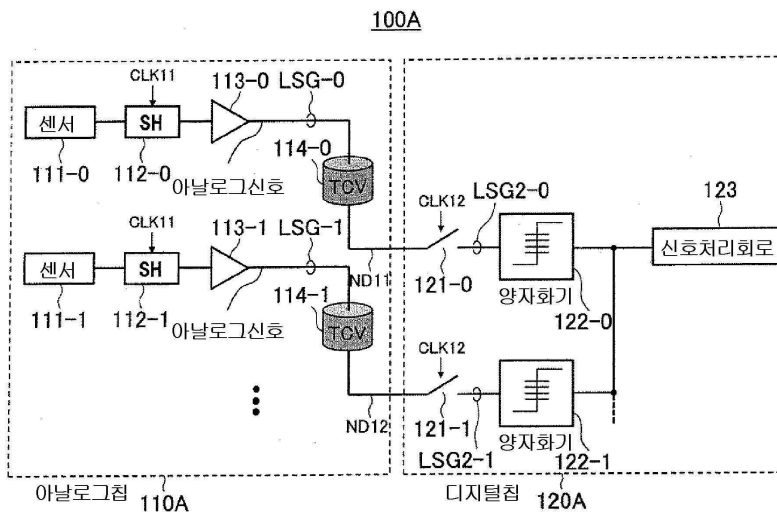 100A
CLK11
113-0
LSG-0
센서
SH
114-0
TCV
111-0
112-0
아날로그신호
CLK12
LSG2-0
123
CLK11
113-1
LSG-1
신호처리회로
ND11
121-0
122-0
양자화기
센서
SH
114-1
TCV
111-1
112-1
아날로그신호
CLK12
ND12
121-1
양자화기
LSG2-1
122-1
아날로그칩
110A
디지털칩
120A